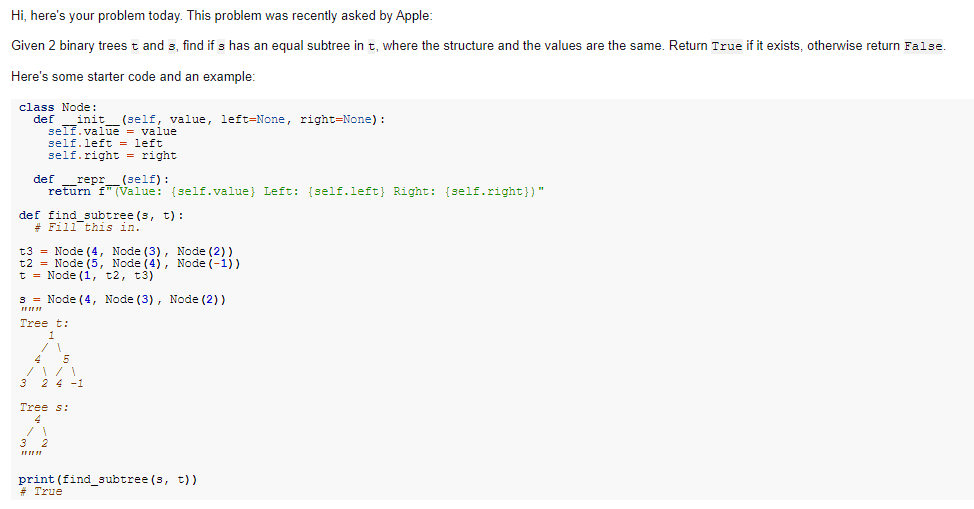 Hi, here's your problem today. This problem was recently asked by Apple:
Given 2 binary trees t and s, find if s has an equal subtree in t, where the structure and the values are the same. Return True if it exists, otherwise return False.
Here's some starter code and an example:
class Node:
  def __init__(self, value, left=None, right=None):
    self.value = value
    self.left = left
    self.right = right
  def __repr__(self):
    return f"(Value: {self.value} Left: {self.left} Right: {self.right})"
def find_subtree(s, t):
  # Fill this in.
t3 = Node(4, Node(3), Node(2))
t2 = Node(5, Node(4), Node(-1))
t = Node(1, t2, t3)
s = Node(4, Node(3), Node(2))
"""
Tree t:
    1
   / \
  4   5
 / \ / \
3  2 4 -1
Tree s:
  4
 / \
3  2
"""
print(find_subtree(s, t))
# True